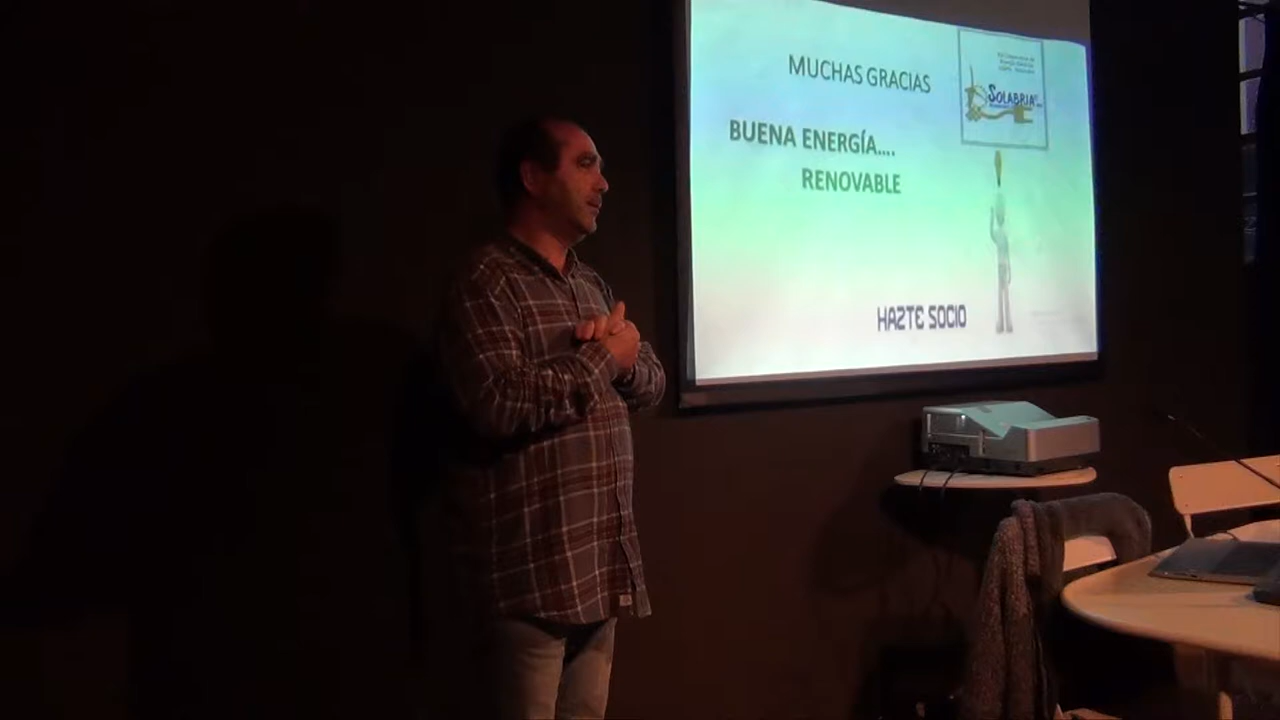 MUCHAS GRACIAS
SOLABRIA
BUENA ENERGÍA....
RENOVABLE
HAZTE SOCIO